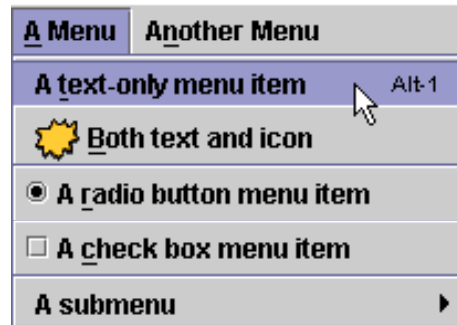 A Menu Another Menu
A text-only menu item Alt-1
Both text and icon
A radio button menu item
A check box menu item
A submenu